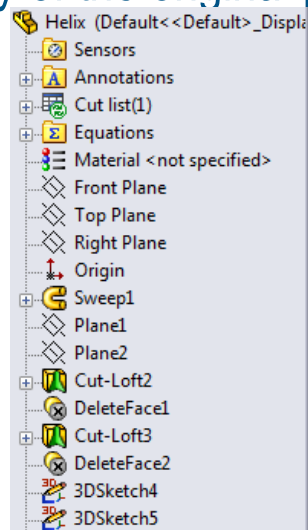 Helix (Default<<Default>_Displa
Sensors
Annotations
Cut list(1)
Equations
Material <not specified>
Front Plane
Top Plane
Right Plane
Origin
Sweep1
Plane1
Plane2
Cut-Loft2
DeleteFace1
Cut-Loft3
DeleteFace2
3DSketch4
3DSketch5